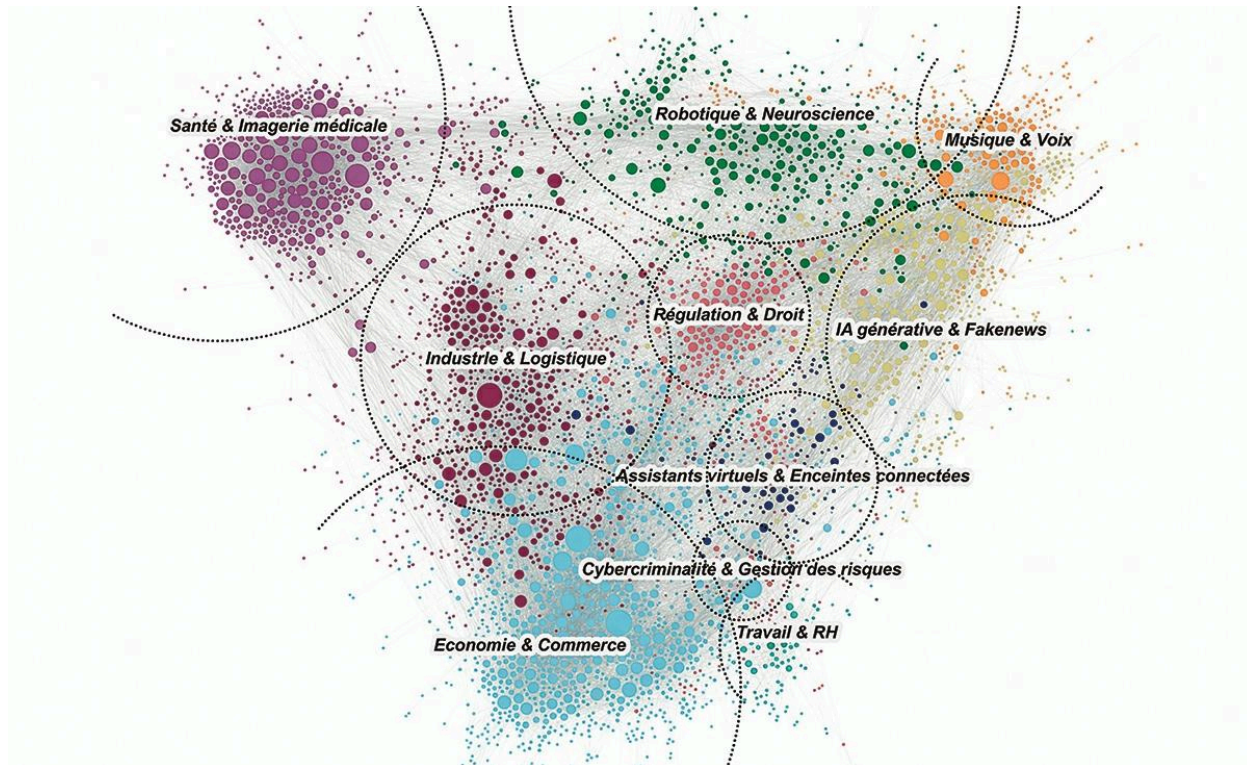 Robotique & Neuroscience
Santé & Imagerie médicale
Musique & Voix
Régulation & Droit
IA générative & Fakenews
Industrie & Logistique
Assistants virtuels & Enceintes connectées
Cybercriminalité & Gestion des risques
Travail & RH
Economie & Commerce